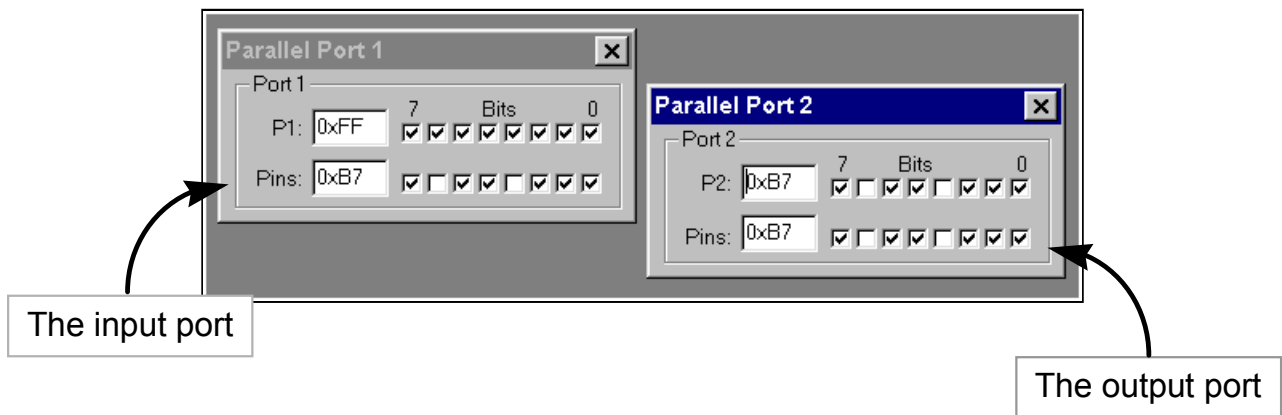 Parallel Port 1
Port 1
7 Bits 0
P1: 0xFF
Pins: 0xB7
Parallel Port 2
Port 2
7 Bits 0
P2: 0xB7
Pins: 0xB7
The input port
The output port